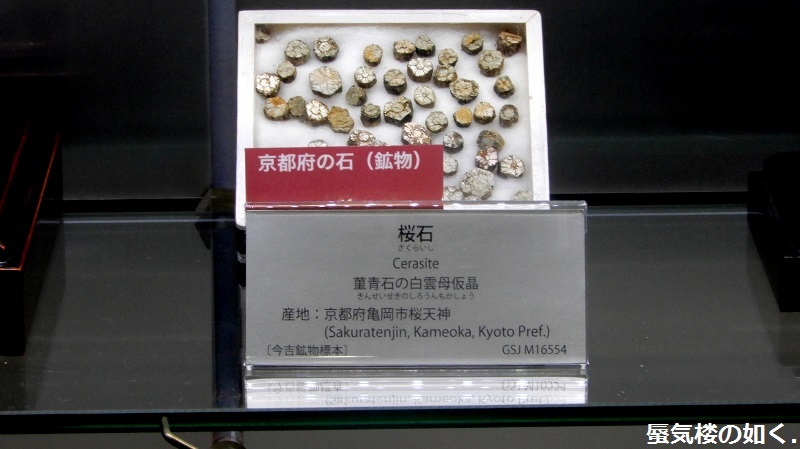 京都府の石（鉱物）
桜石
さくらいし
Cerasite
菫青石の白雲母仮晶
きんせいせきのしろうんもかしょう
産地：京都府亀岡市桜天神
(Sakuratenjin, Kameoka, Kyoto Pref.)
〔今吉鉱物標本〕 GSJ M16554
蜃気楼の如く.